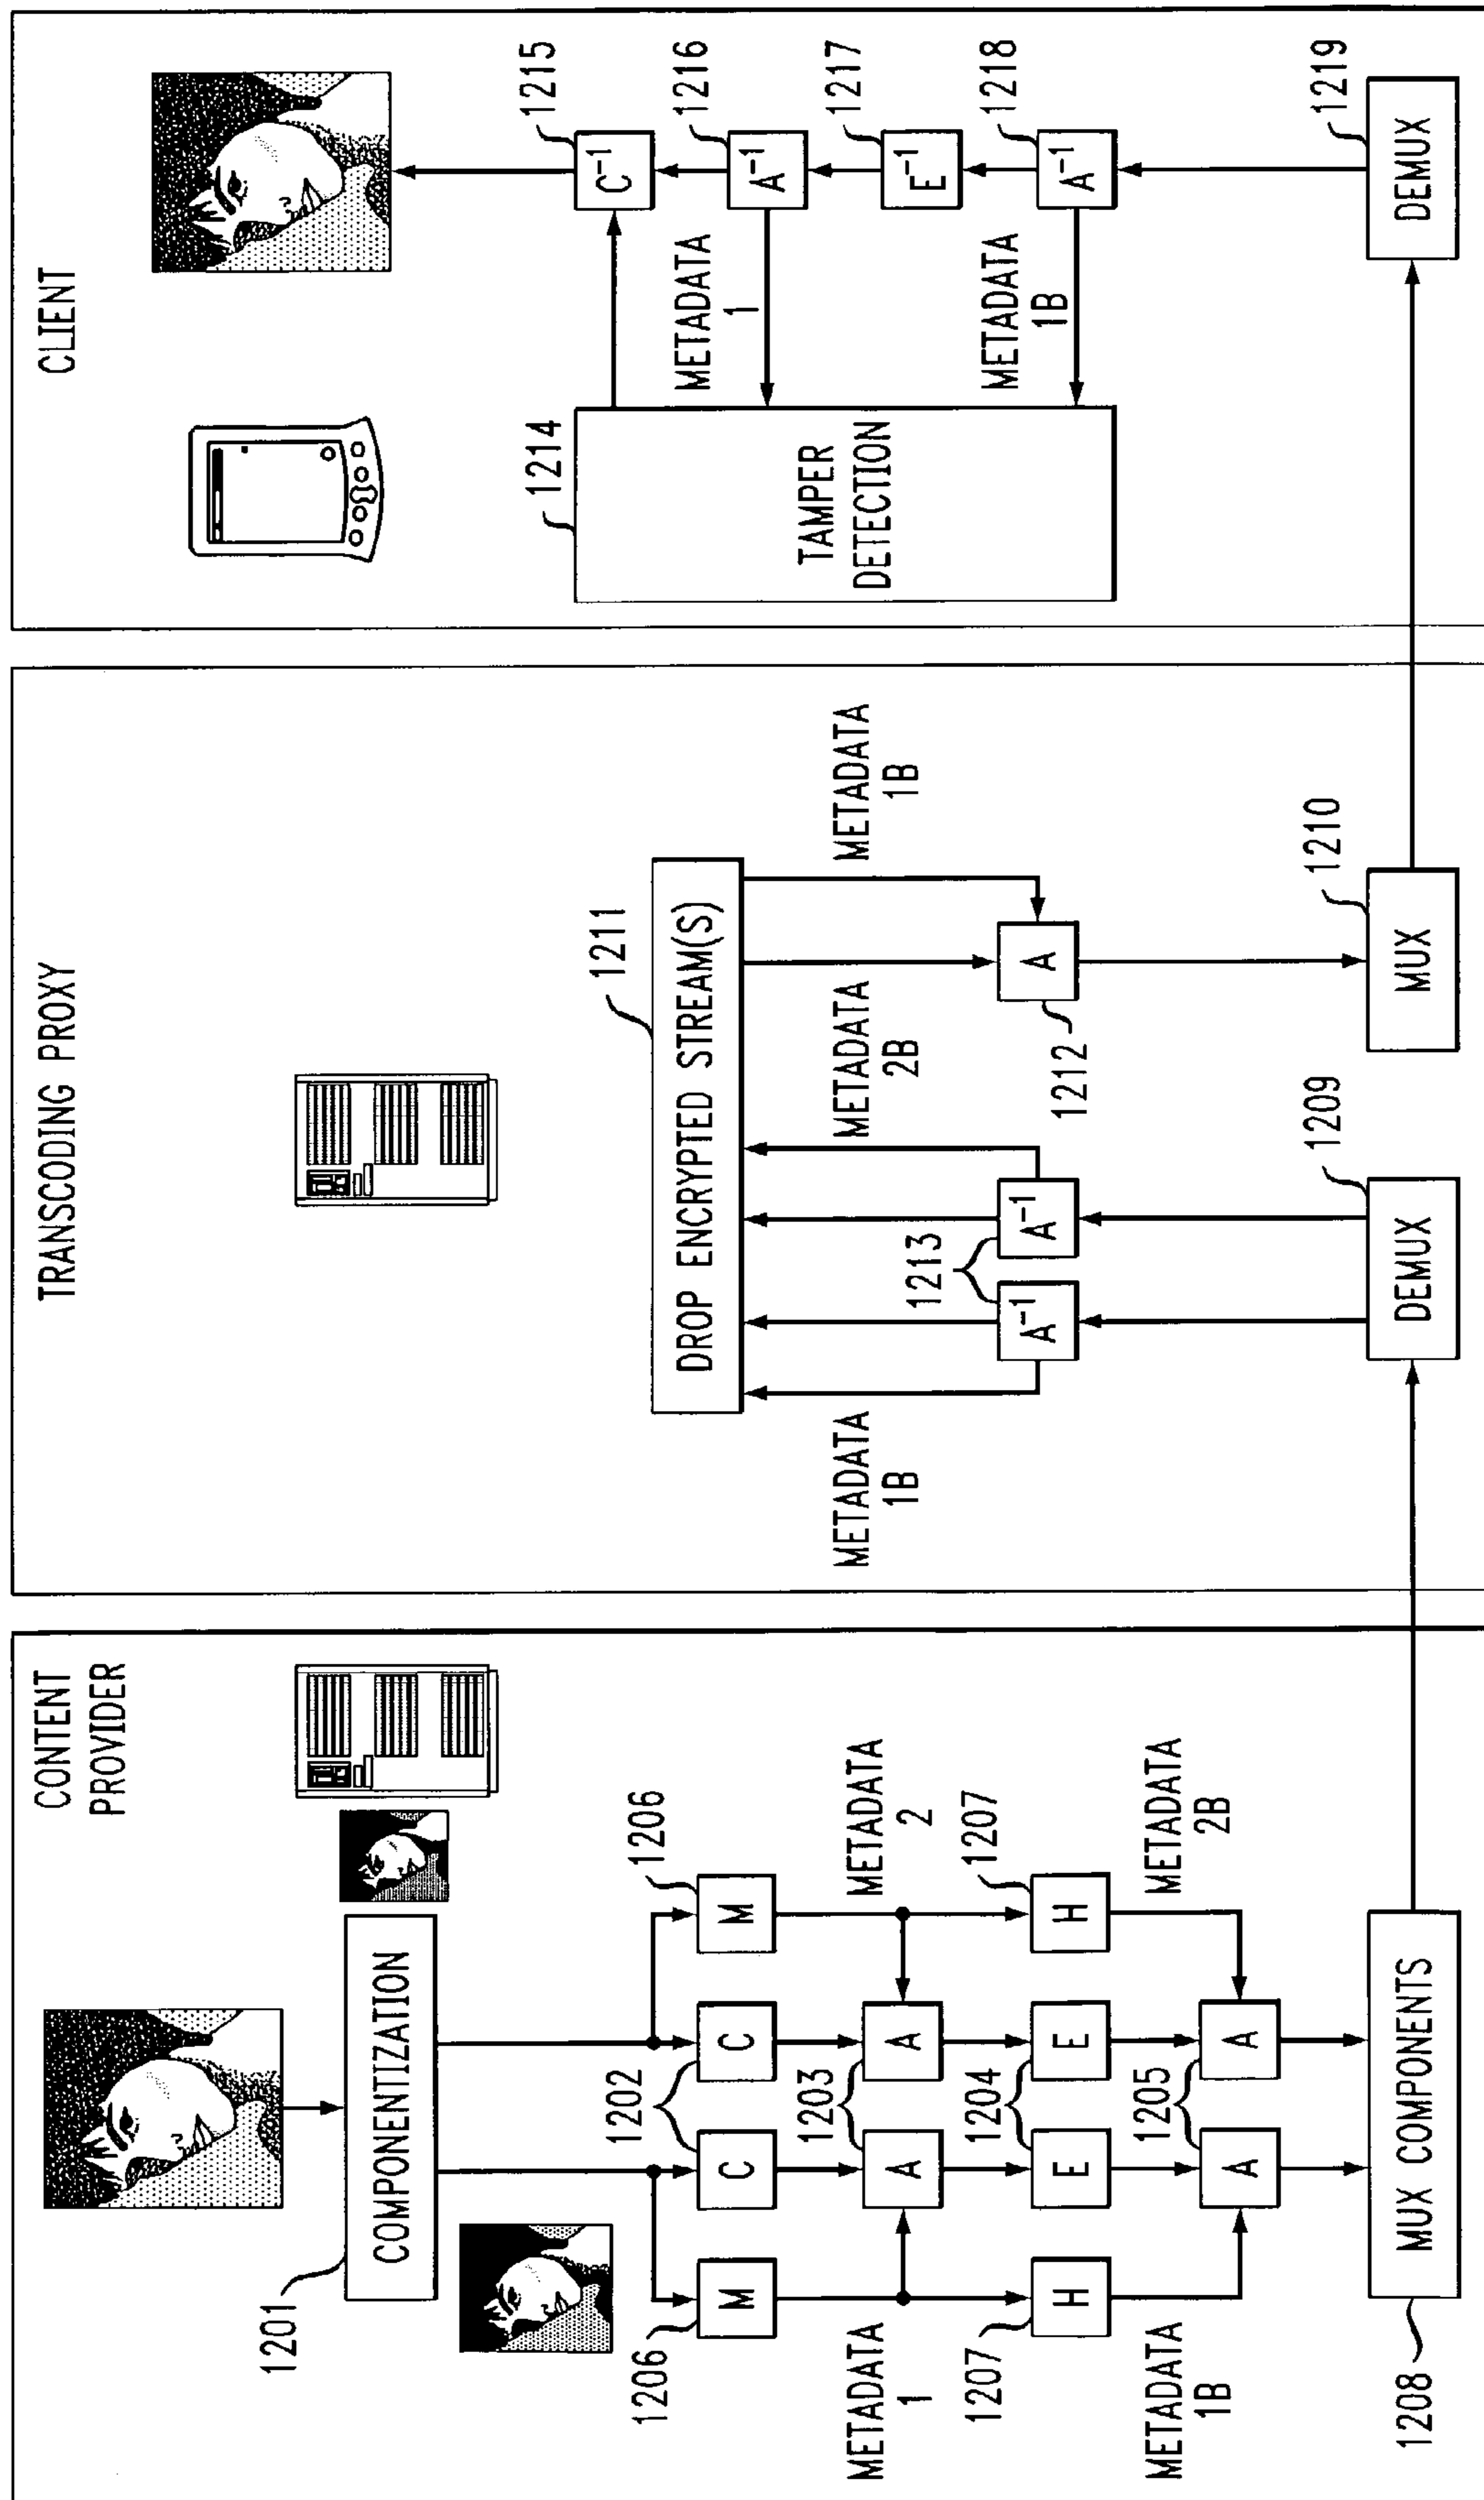 CONTENT
PROVIDER
1201
COMPONENTIZATION
1206
M
1202
C
C
M
1206
METADATA
1
1203
A
A
METADATA
2
1207
H
1204
E
E
H
1207
METADATA
1B
1205
A
A
METADATA
2B
1208
MUX COMPONENTS
TRANSCODING PROXY
1211
DROP ENCRYPTED STREAM(S)
METADATA
1B
1213
A⁻¹
A⁻¹
METADATA
2B
METADATA
1B
A
1212
1209
DEMUX
1210
MUX
CLIENT
1214
TAMPER
DETECTION
1215
C⁻¹
METADATA
1
1216
A⁻¹
1217
E⁻¹
METADATA
1B
1218
A⁻¹
1219
DEMUX